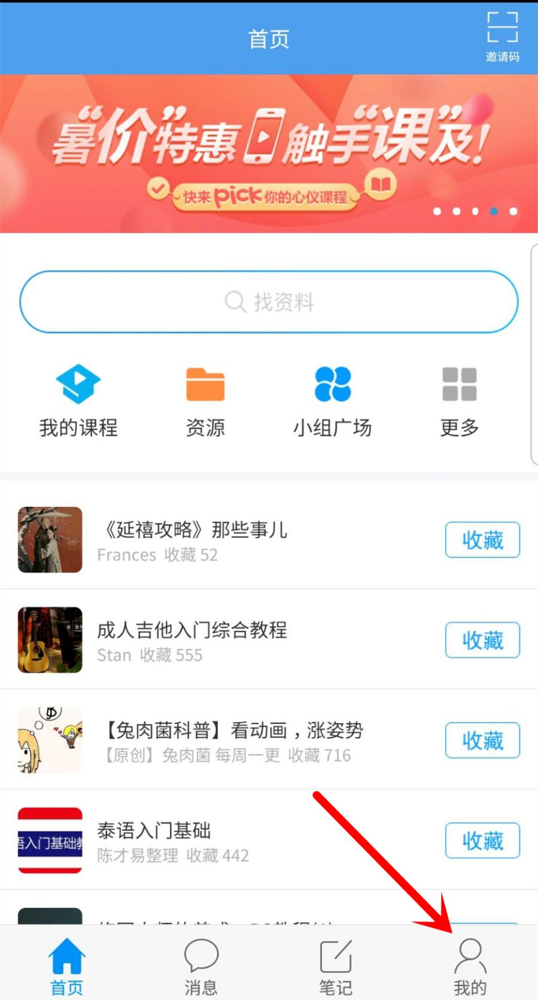 首页
邀请码
暑“价”特惠 触手“课”及!
快来pick你的心仪课程
找资料
我的课程 资源 小组广场 更多
《延禧攻略》那些事儿
Frances 收藏 52
收藏
成人吉他入门综合教程
Stan 收藏 555
收藏
【兔肉菌科普】看动画，涨姿势
【原创】兔肉菌 每周一更 收藏 716
收藏
语入门基础教
泰语入门基础
陈才易整理 收藏 442
收藏
首页 消息 笔记 我的